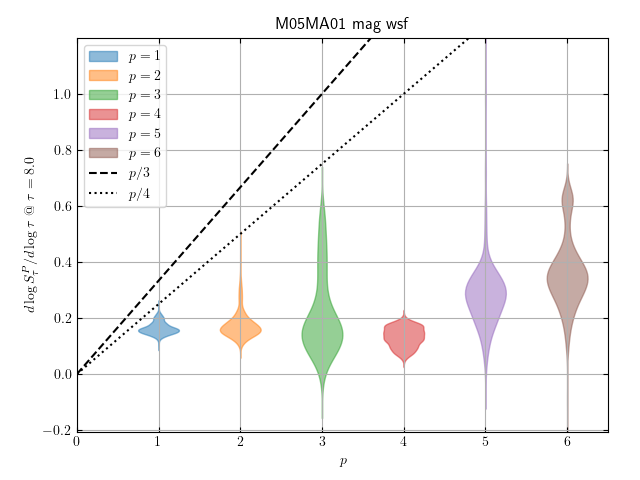 M05MA01 mag wsf
p = 1
p = 2
p = 3
p = 4
p = 5
p = 6
p/3
p/4
1.0
0.8
0.6
0.4
0.2
0.0
−0.2
d log S_τ^P / d log τ @ τ = 8.0
0 1 2 3 4 5 6
p